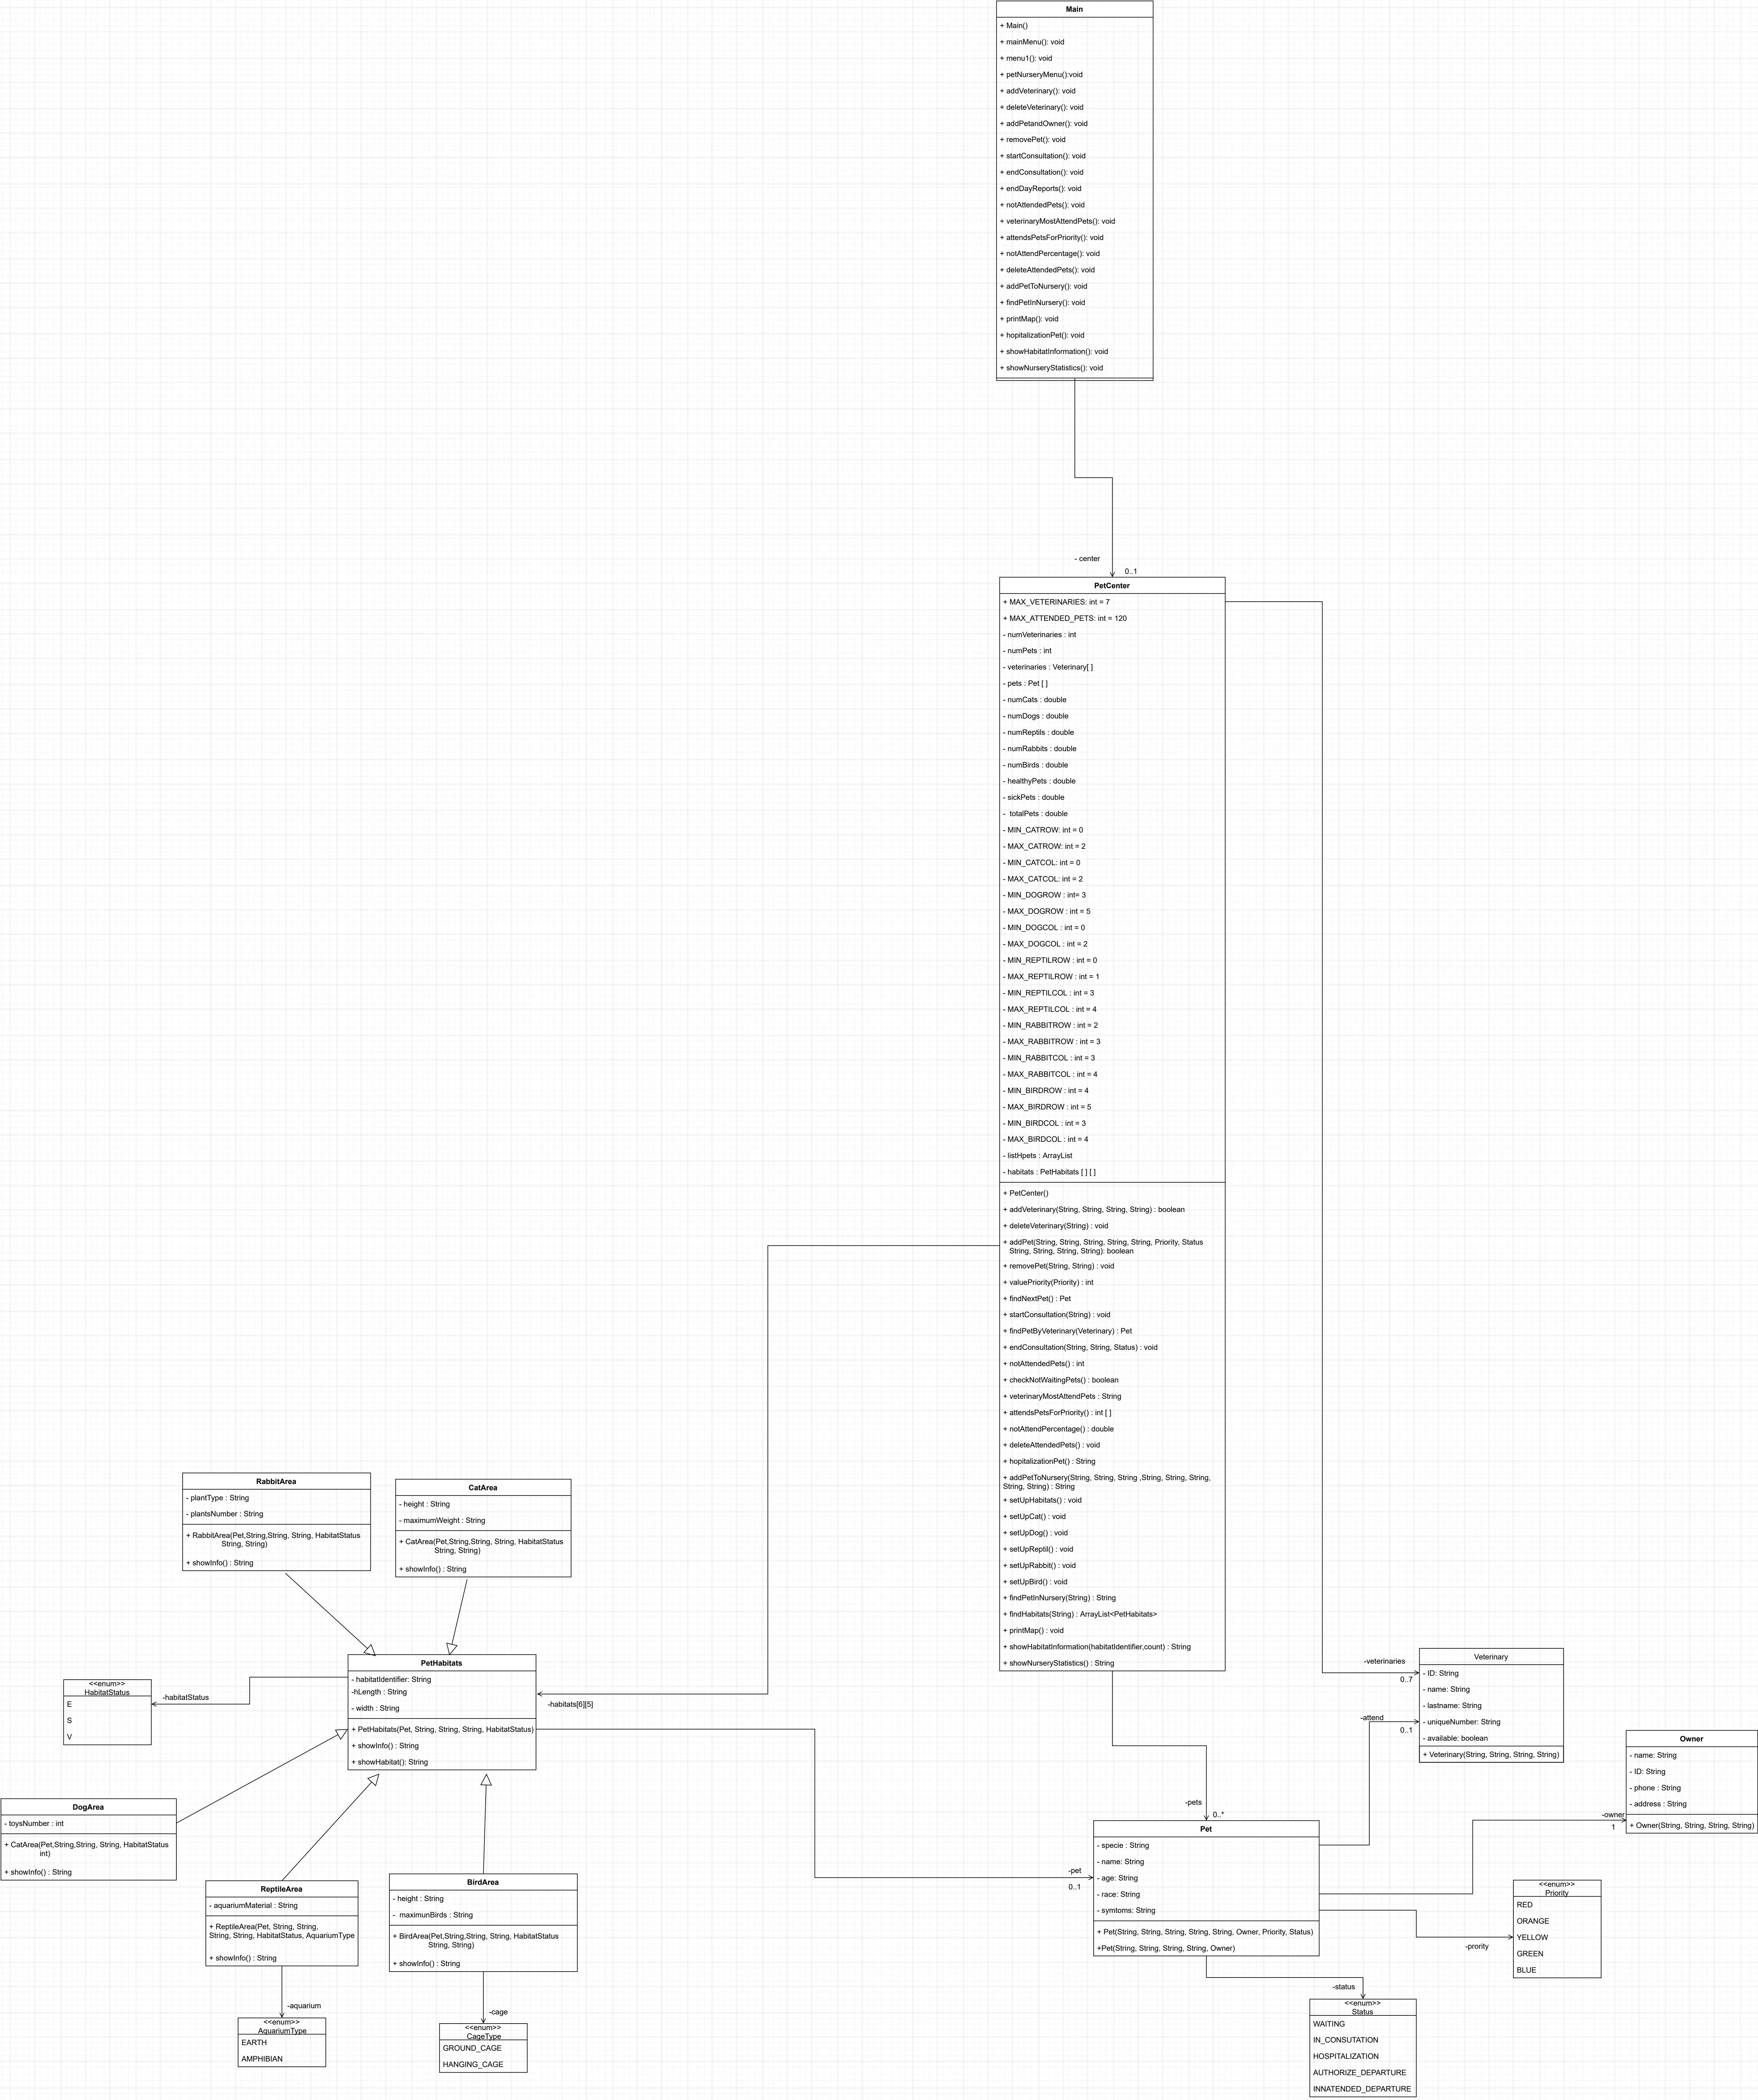 Main
+ Main()
+ mainMenu(): void
+ menu1(): void
+ petNurseryMenu():void
+ addVeterinary(): void
+ deleteVeterinary(): void
+ addPetandOwner(): void
+ removePet(): void
+ startConsultation(): void
+ endConsultation(): void
+ endDayReports(): void
+ notAttendedPets(): void
+ veterinaryMostAttendPets(): void
+ attendsPetsForPriority(): void
+ notAttendPercentage(): void
+ deleteAttendedPets(): void
+ addPetToNursery(): void
+ findPetInNursery(): void
+ printMap(): void
+ hopitalizationPet(): void
+ showHabitatInformation(): void
+ showNurseryStatistics(): void
- center
0..1
PetCenter
+ MAX_VETERINARIES: int = 7
+ MAX_ATTENDED_PETS: int = 120
- numVeterinaries : int
- numPets : int
- veterinaries : Veterinary[ ]
- pets : Pet [ ]
- numCats : double
- numDogs : double
- numReptils : double
- numRabbits : double
- numBirds : double
- healthyPets : double
- sickPets : double
- totalPets : double
- MIN_CATROW: int = 0
- MAX_CATROW: int = 2
- MIN_CATCOL: int = 0
- MAX_CATCOL: int = 2
- MIN_DOGROW : int= 3
- MAX_DOGROW : int = 5
- MIN_DOGCOL : int = 0
- MAX_DOGCOL : int = 2
- MIN_REPTILROW : int = 0
- MAX_REPTILROW : int = 1
- MIN_REPTILCOL : int = 3
- MAX_REPTILCOL : int = 4
- MIN_RABBITROW : int = 2
- MAX_RABBITROW : int = 3
- MIN_RABBITCOL : int = 3
- MAX_RABBITCOL : int = 4
- MIN_BIRDROW : int = 4
- MAX_BIRDROW : int = 5
- MIN_BIRDCOL : int = 3
- MAX_BIRDCOL : int = 4
- listHpets : ArrayList
- habitats : PetHabitats [ ] [ ]
+ PetCenter()
+ addVeterinary(String, String, String, String) : boolean
+ deleteVeterinary(String) : void
+ addPet(String, String, String, String, String, Priority, Status
String, String, String, String): boolean
+ removePet(String, String) : void
+ valuePriority(Priority) : int
+ findNextPet() : Pet
+ startConsultation(String) : void
+ findPetByVeterinary(Veterinary) : Pet
+ endConsultation(String, String, Status) : void
+ notAttendedPets() : int
+ checkNotWaitingPets() : boolean
+ veterinaryMostAttendPets : String
+ attendsPetsForPriority() : int [ ]
+ notAttendPercentage() : double
+ deleteAttendedPets() : void
+ hopitalizationPet() : String
+ addPetToNursery(String, String, String ,String, String, String,
String, String) : String
+ setUpHabitats() : void
+ setUpCat() : void
+ setUpDog() : void
+ setUpReptil() : void
+ setUpRabbit() : void
+ setUpBird() : void
+ findPetInNursery(String) : String
+ findHabitats(String) : ArrayList<PetHabitats>
+ printMap() : void
+ showHabitatInformation(habitatIdentifier,count) : String
+ showNurseryStatistics() : String
RabbitArea
- plantType : String
- plantsNumber : String
+ RabbitArea(Pet,String,String, String, HabitatStatus
String, String)
+ showInfo() : String
CatArea
- height : String
- maximumWeight : String
+ CatArea(Pet,String,String, String, HabitatStatus
String, String)
+ showInfo() : String
PetHabitats
- habitatIdentifier: String
-hLength : String
- width : String
+ PetHabitats(Pet, String, String, String, HabitatStatus)
+ showInfo() : String
+ showHabitat(): String
-habitats[6][5]
<<enum>>
HabitatStatus
E
S
V
-habitatStatus
-veterinaries
0..7
Veterinary
- ID: String
- name: String
- lastname: String
- uniqueNumber: String
- available: boolean
+ Veterinary(String, String, String, String)
-attend
0..1
Owner
- name: String
- ID: String
- phone : String
- address : String
+ Owner(String, String, String, String)
-owner
1
DogArea
- toysNumber : int
+ CatArea(Pet,String,String, String, HabitatStatus
int)
+ showInfo() : String
ReptileArea
- aquariumMaterial : String
+ ReptileArea(Pet, String, String,
String, String, HabitatStatus, AquariumType
+ showInfo() : String
BirdArea
- height : String
- maximunBirds : String
+ BirdArea(Pet,String,String, String, HabitatStatus
String, String)
+ showInfo() : String
-pets
0..*
-pet
0..1
Pet
- specie : String
- name: String
- age: String
- race: String
- symtoms: String
+ Pet(String, String, String, String, String, Owner, Priority, Status)
+Pet(String, String, String, String, Owner)
<<enum>>
Priority
RED
ORANGE
YELLOW
GREEN
BLUE
-prority
-status
<<enum>>
Status
WAITING
IN_CONSUTATION
HOSPITALIZATION
AUTHORIZE_DEPARTURE
INNATENDED_DEPARTURE
-aquarium
<<enum>>
AquariumType
EARTH
AMPHIBIAN
-cage
<<enum>>
CageType
GROUND_CAGE
HANGING_CAGE